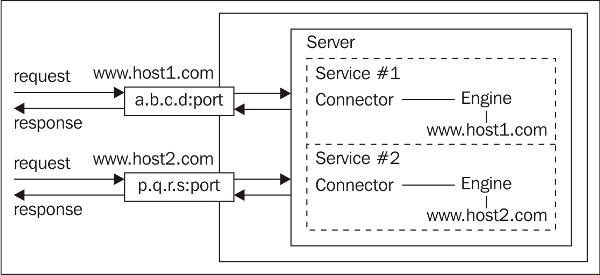 request
www.host1.com
a.b.c.d:port
response
request
www.host2.com
p.q.r.s:port
response
Server
Service #1
Connector Engine
www.host1.com
Service #2
Connector Engine
www.host2.com